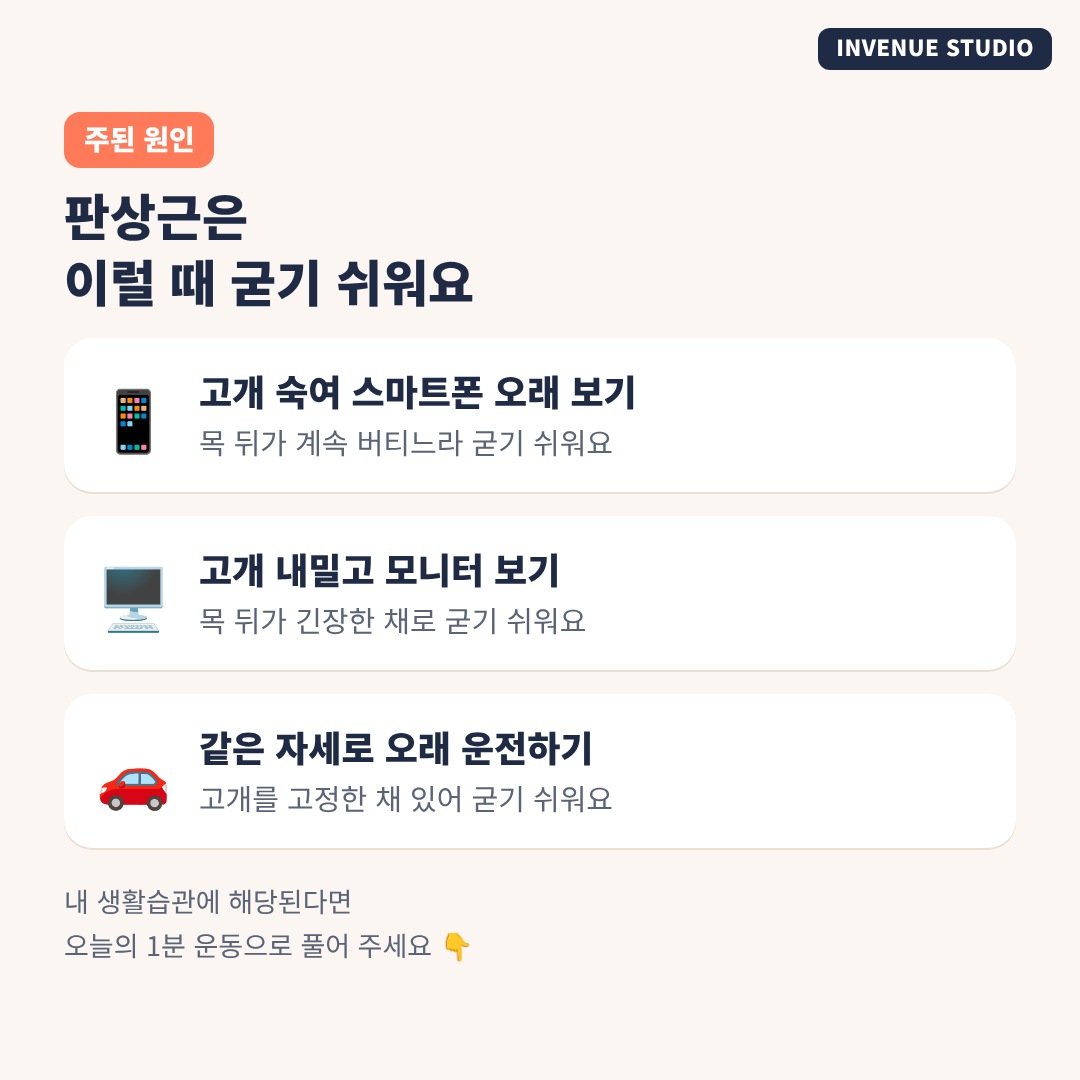 INVENUE STUDIO
주된 원인
판상근은
이럴 때 굳기 쉬워요
고개 숙여 스마트폰 오래 보기
목 뒤가 계속 버티느라 굳기 쉬워요
고개 내밀고 모니터 보기
목 뒤가 긴장한 채로 굳기 쉬워요
같은 자세로 오래 운전하기
고개를 고정한 채 있어 굳기 쉬워요
내 생활습관에 해당된다면
오늘의 1분 운동으로 풀어 주세요 👇